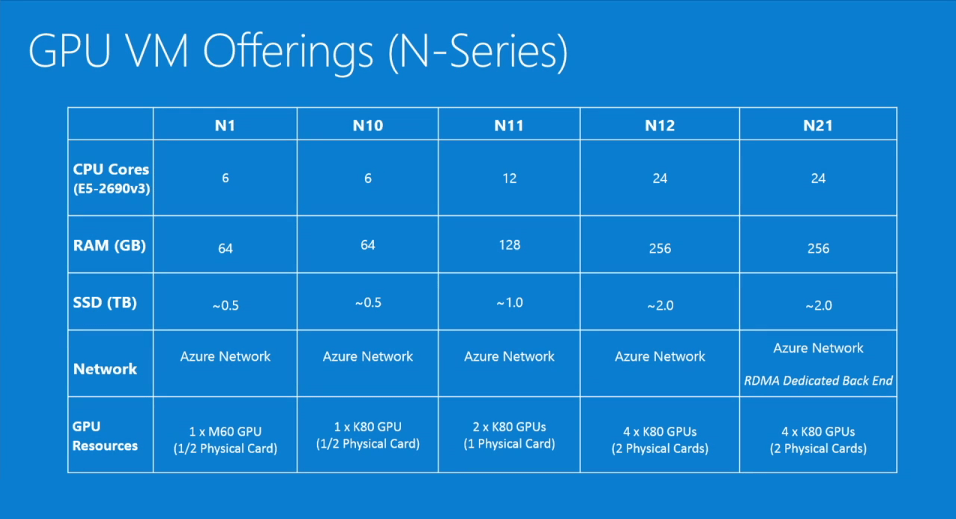 GPU VM Offerings (N-Series)
N1 N10 N11 N12 N21
CPU Cores
(E5-2690v3)
6 6 12 24 24
RAM (GB) 64 64 128 256 256
SSD (TB) ~0.5 ~0.5 ~1.0 ~2.0 ~2.0
Network Azure Network Azure Network Azure Network Azure Network Azure Network
RDMA Dedicated Back End
GPU
Resources
1 x M60 GPU
(1/2 Physical Card)
1 x K80 GPU
(1/2 Physical Card)
2 x K80 GPUs
(1 Physical Card)
4 x K80 GPUs
(2 Physical Cards)
4 x K80 GPUs
(2 Physical Cards)